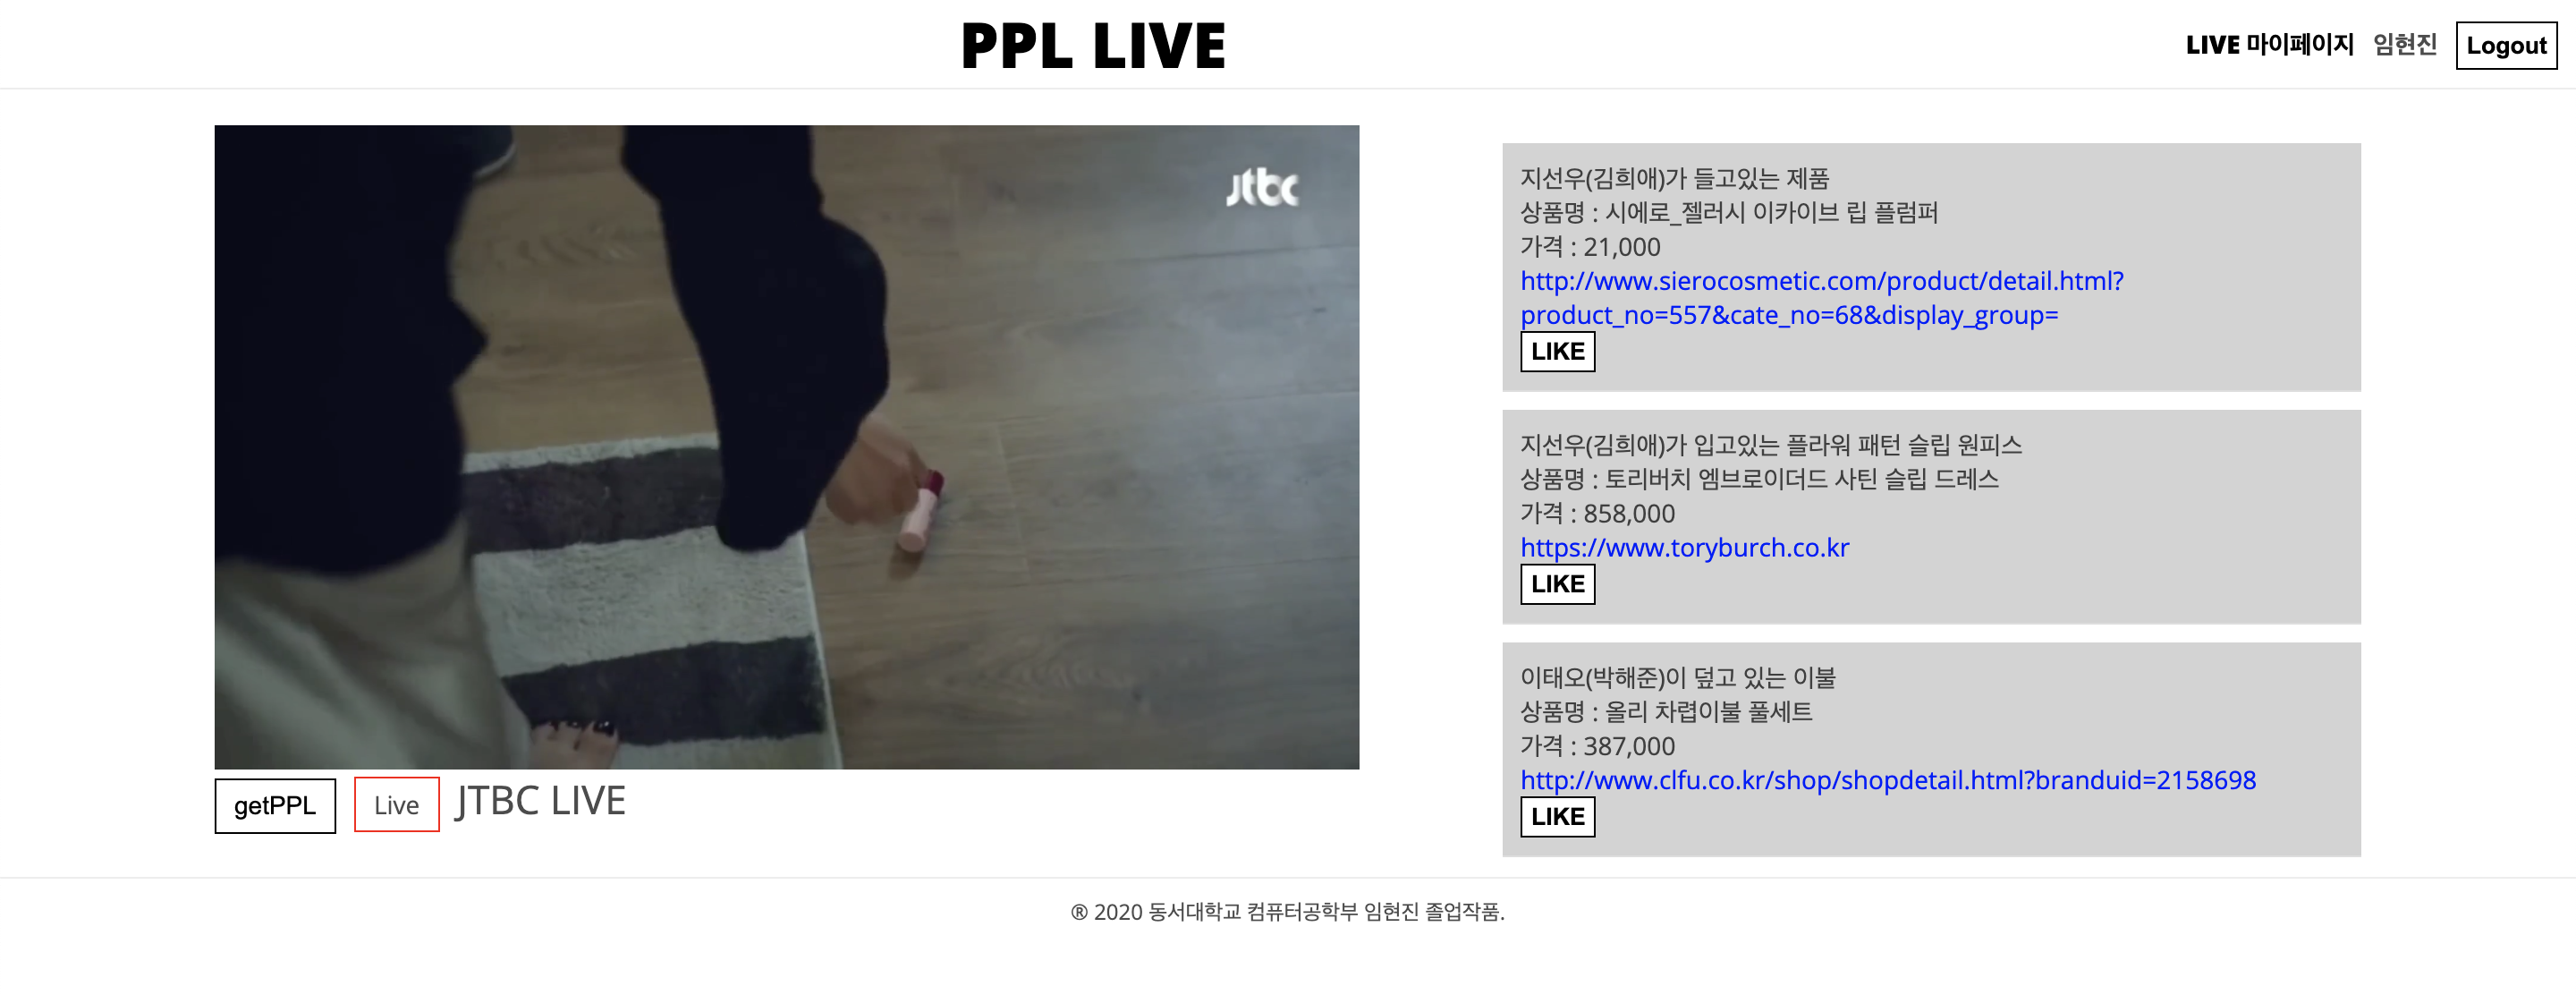 PPL LIVE
LIVE 마이페이지 임현진 Logout
jtbc
getPPL Live JTBC LIVE
지선우(김희애)가 들고있는 제품
상품명 : 시에로_젤러시 이카이브 립 플럼퍼
가격 : 21,000
http://www.sierocosmetic.com/product/detail.html?
product_no=557&cate_no=68&display_group=
LIKE
지선우(김희애)가 입고있는 플라워 패턴 슬립 원피스
상품명 : 토리버치 엠브로이더드 사틴 슬립 드레스
가격 : 858,000
https://www.toryburch.co.kr
LIKE
이태오(박해준)이 덮고 있는 이불
상품명 : 올리 차렵이불 풀세트
가격 : 387,000
http://www.clfu.co.kr/shop/shopdetail.html?branduid=2158698
LIKE
® 2020 동서대학교 컴퓨터공학부 임현진 졸업작품.